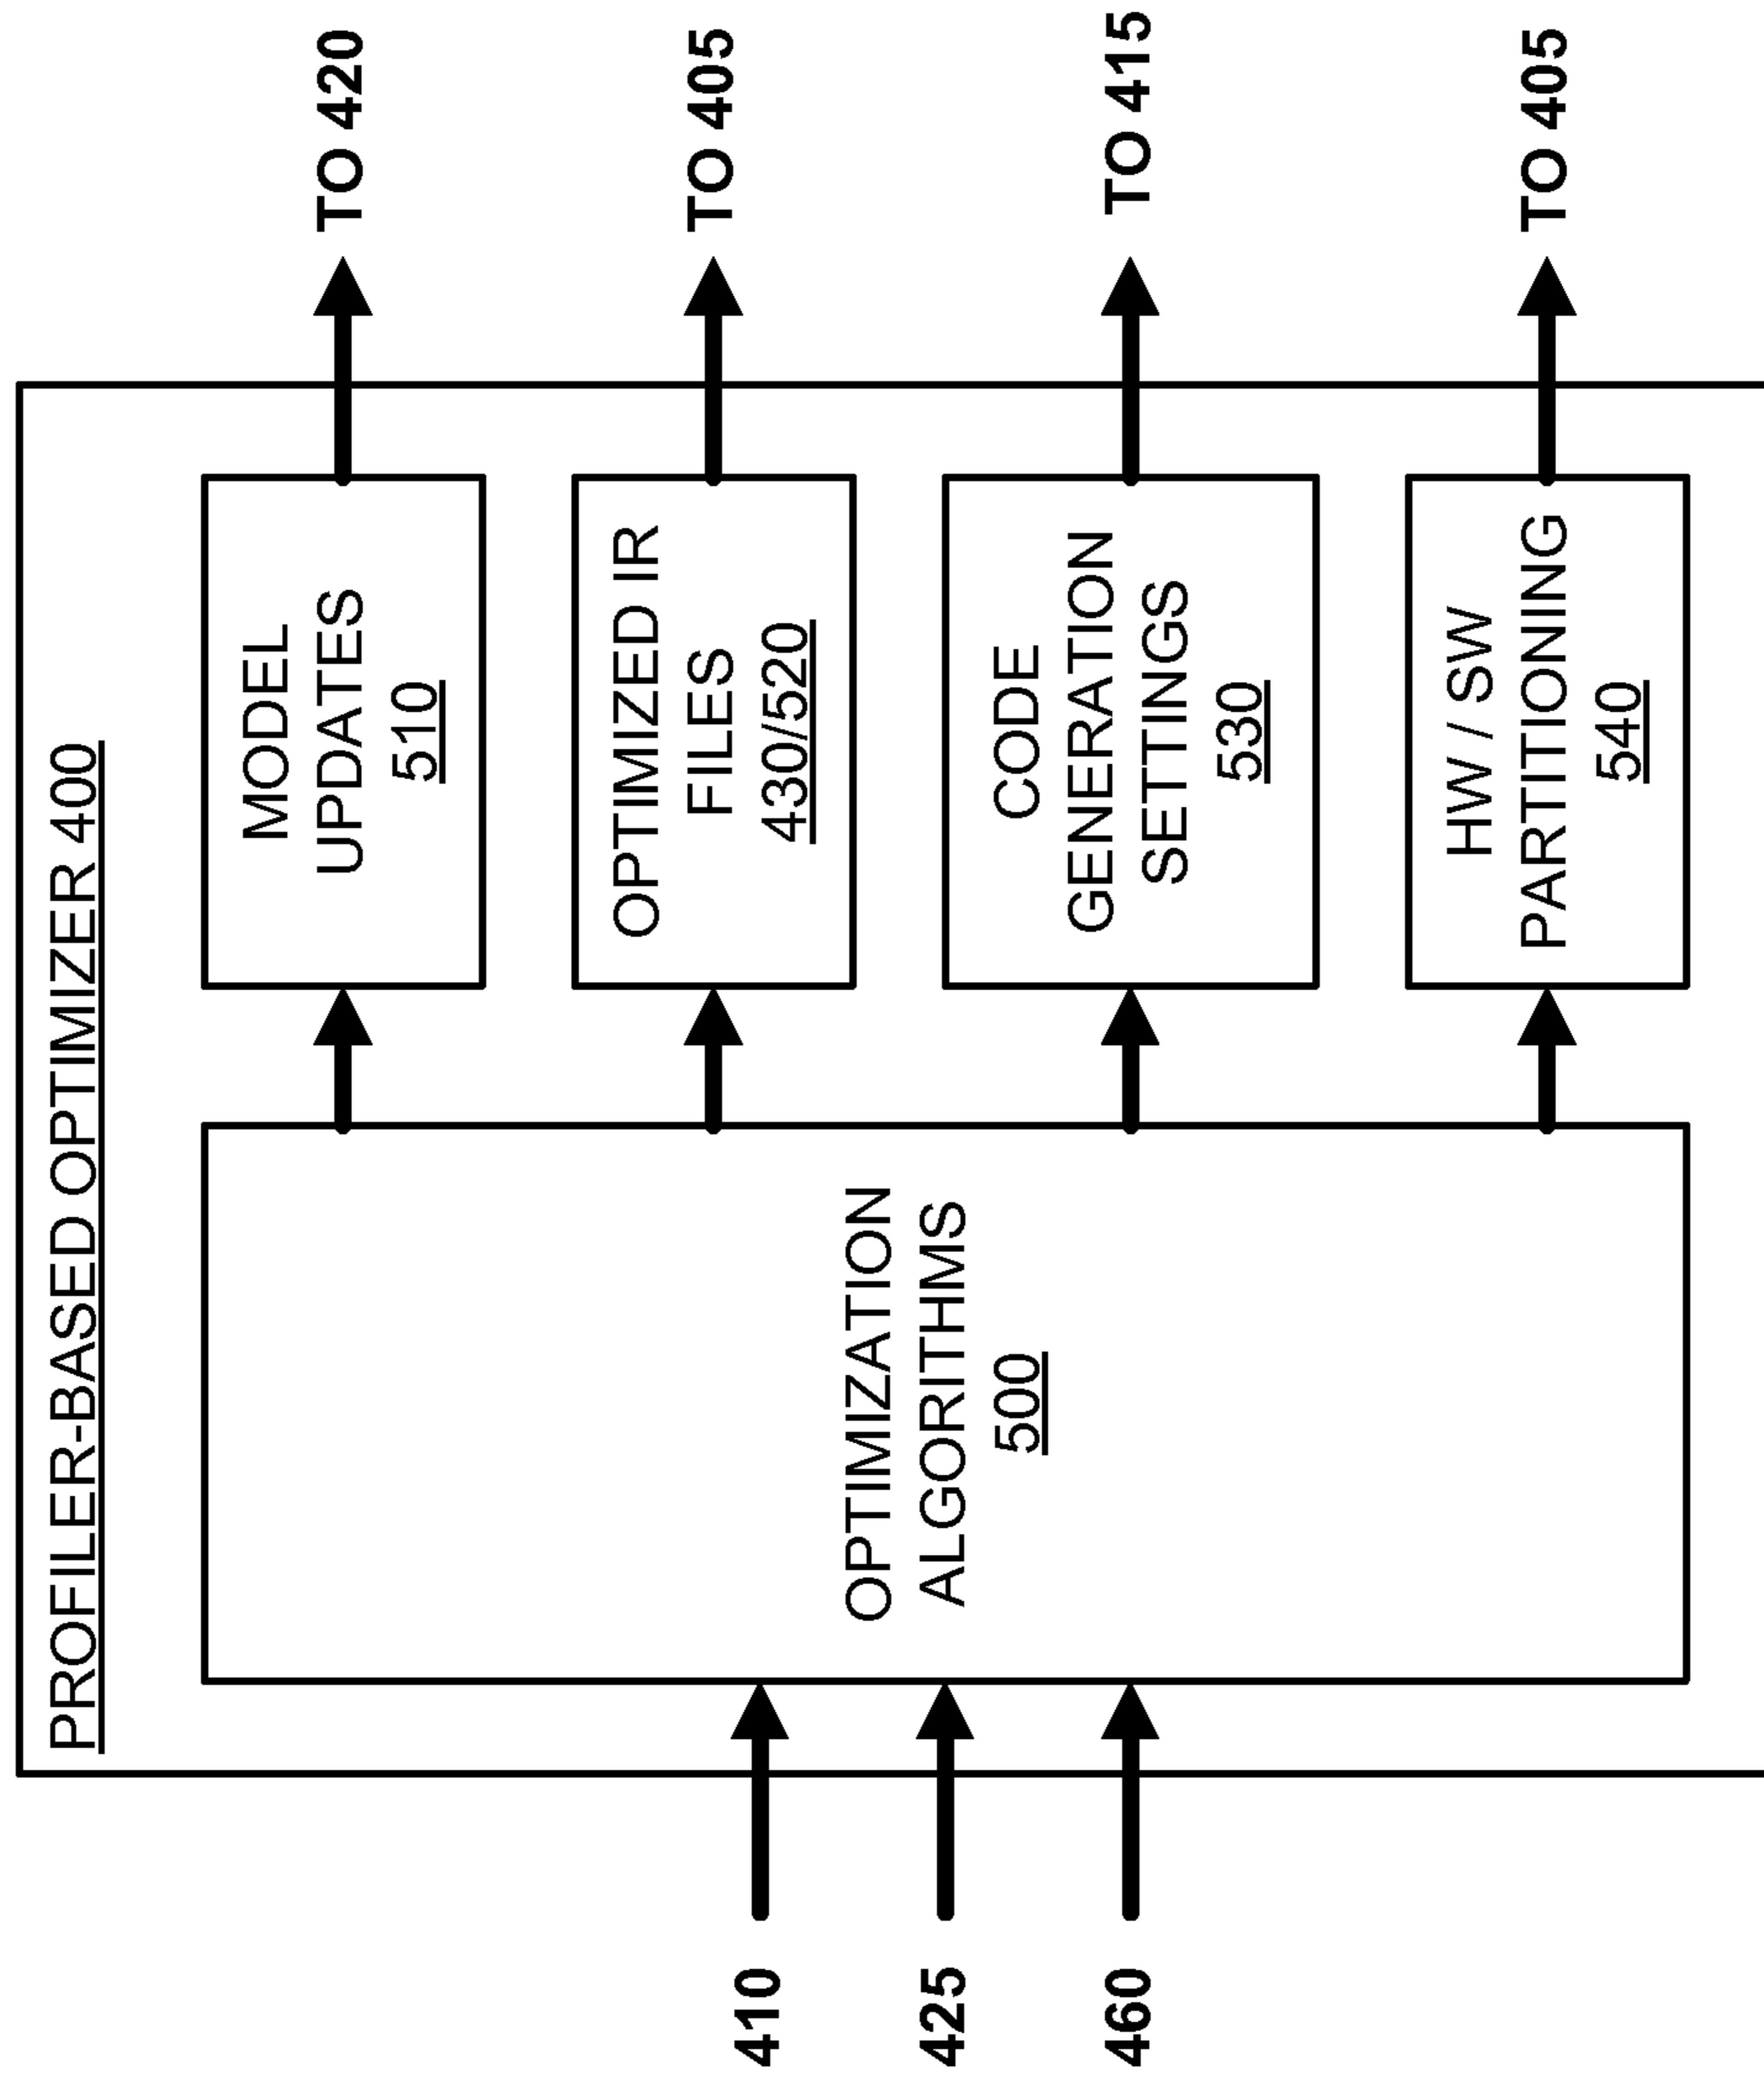 PROFILER-BASED OPTIMIZER 400
410
425
460
OPTIMIZATION
ALGORITHMS
500
MODEL
UPDATES
510
TO 420
OPTIMIZED IR
FILES
430/520
TO 405
CODE
GENERATION
SETTINGS
530
TO 415
HW / SW
PARTITIONING
540
TO 405